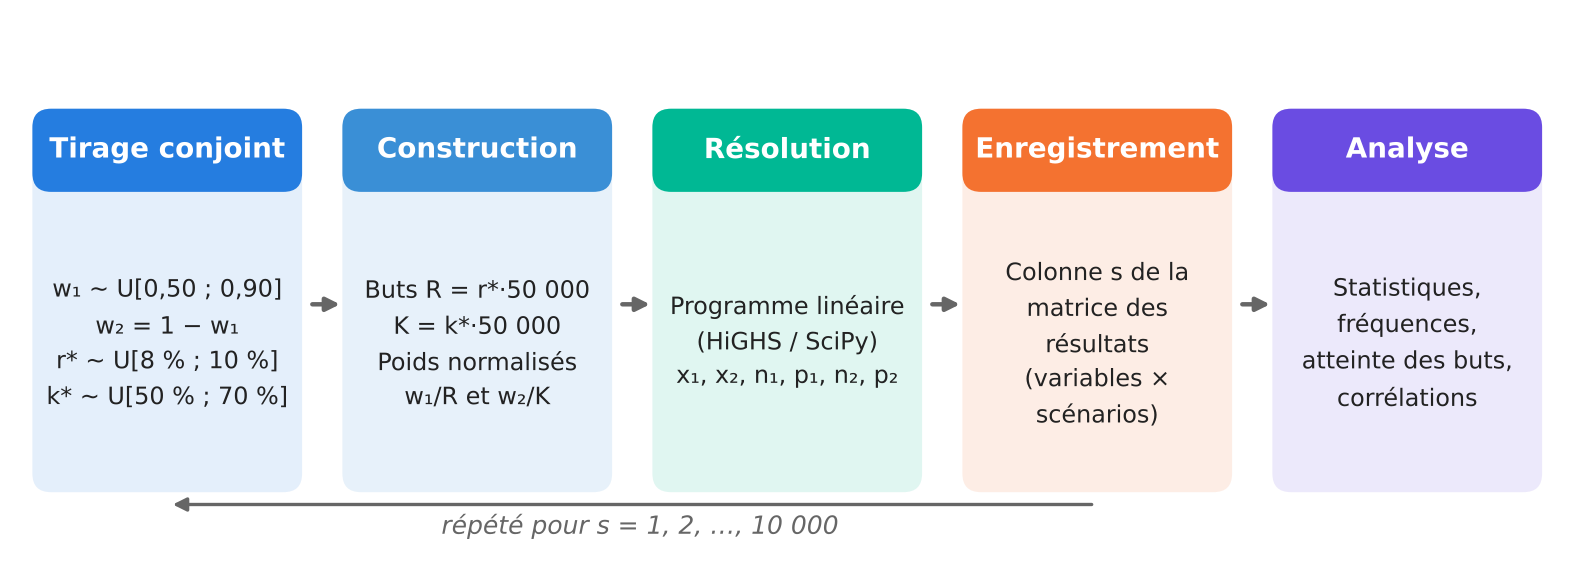 Tirage conjoint
w₁ ~ U[0,50 ; 0,90]
w₂ = 1 − w₁
r* ~ U[8 % ; 10 %]
k* ~ U[50 % ; 70 %]
Construction
Buts R = r*·50 000
K = k*·50 000
Poids normalisés
w₁/R et w₂/K
Résolution
Programme linéaire
(HiGHS / SciPy)
x₁, x₂, n₁, p₁, n₂, p₂
Enregistrement
Colonne s de la
matrice des
résultats
(variables ×
scénarios)
Analyse
Statistiques,
fréquences,
atteinte des buts,
corrélations
répété pour s = 1, 2, …, 10 000